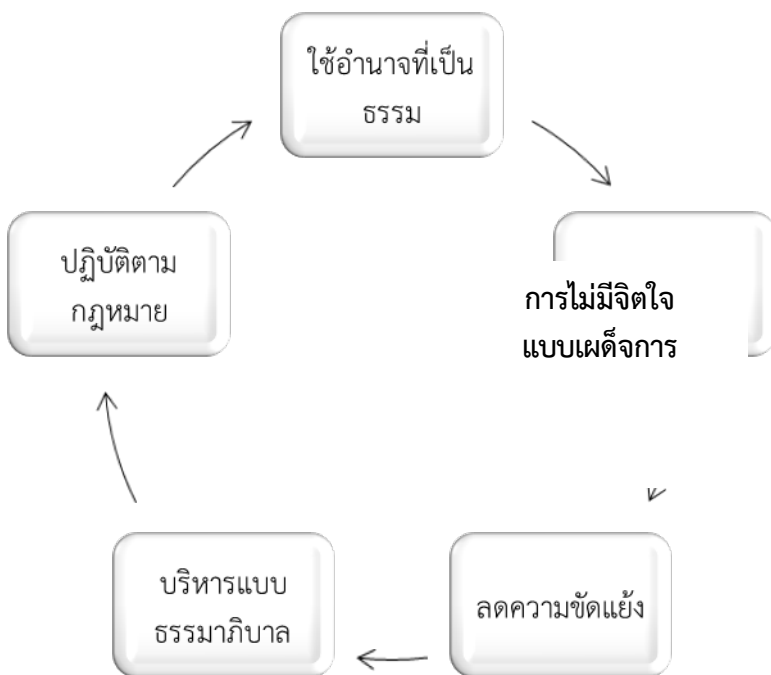 ใช้อำนาจที่เป็น
ธรรม
การไม่มีจิตใจ
แบบเผด็จการ
ลดความขัดแย้ง
บริหารแบบ
ธรรมาภิบาล
ปฏิบัติตาม
กฎหมาย